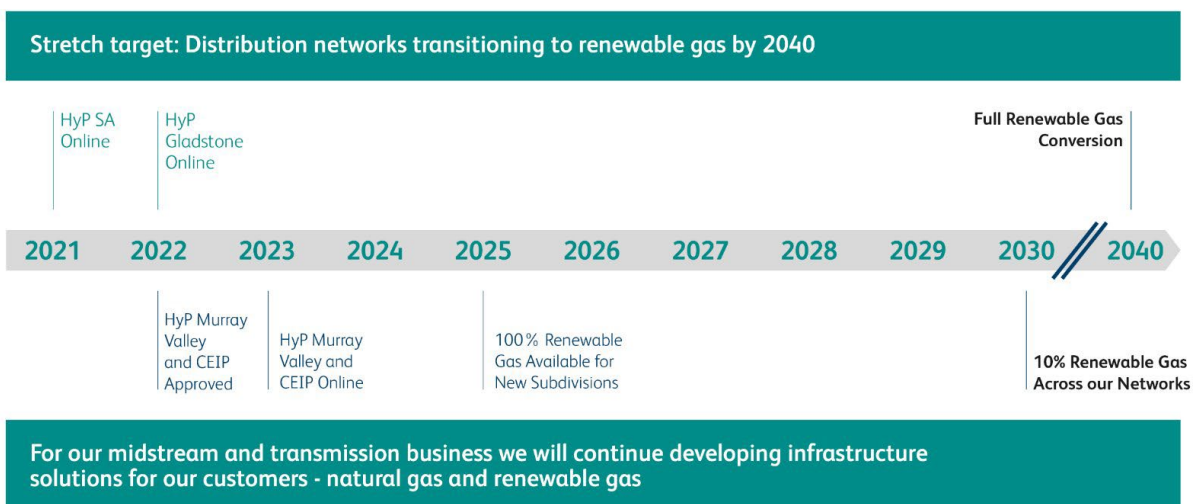 Stretch target: Distribution networks transitioning to renewable gas by 2040
HyP SA
Online
HyP
Gladstone
Online
Full Renewable Gas
Conversion
2021 2022 2023 2024 2025 2026 2027 2028 2029 2030 2040
HyP Murray
Valley
and CEIP
Approved
HyP Murray
Valley and
CEIP Online
100% Renewable
Gas Available for
New Subdivisions
10% Renewable Gas
Across our Networks
For our midstream and transmission business we will continue developing infrastructure
solutions for our customers - natural gas and renewable gas